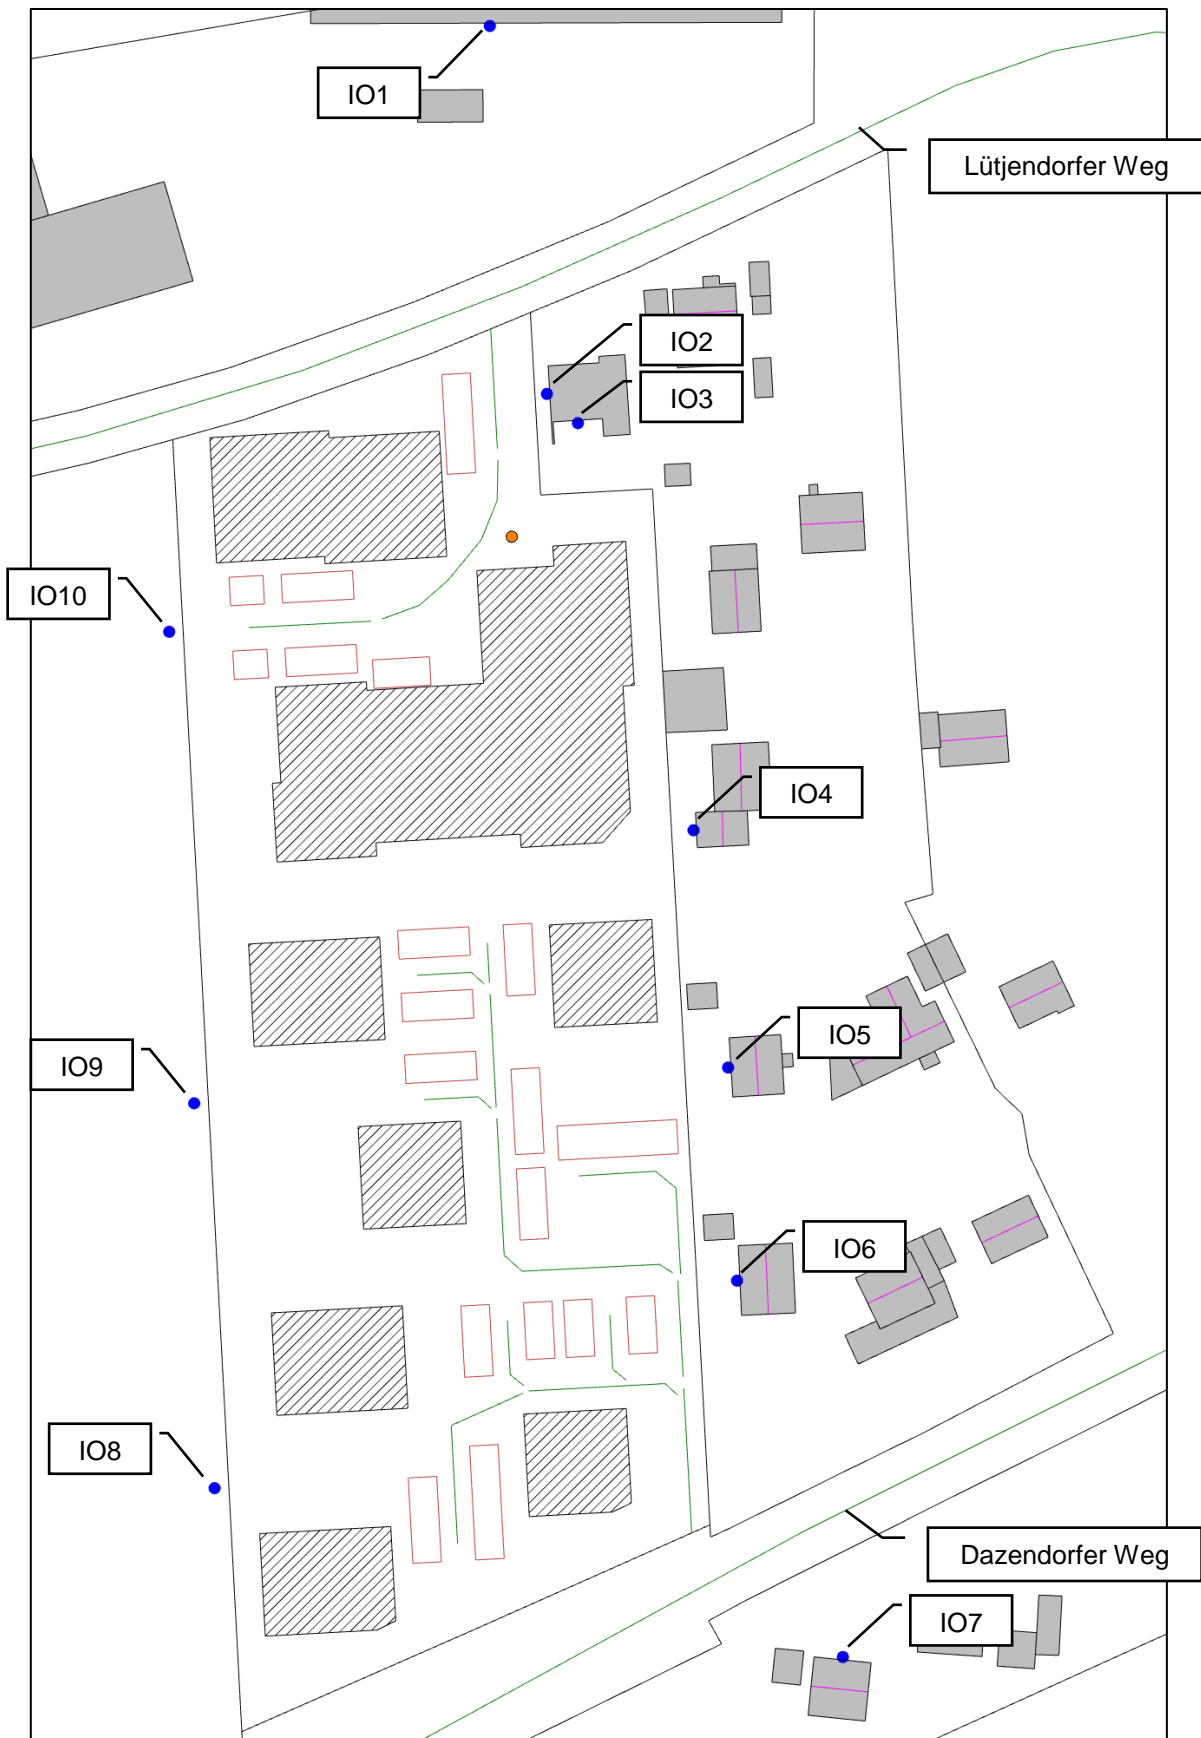 IO1
Lütjendorfer Weg
IO2
IO3
IO10
IO4
IO5
IO9
IO6
IO8
Dazendorfer Weg
IO7